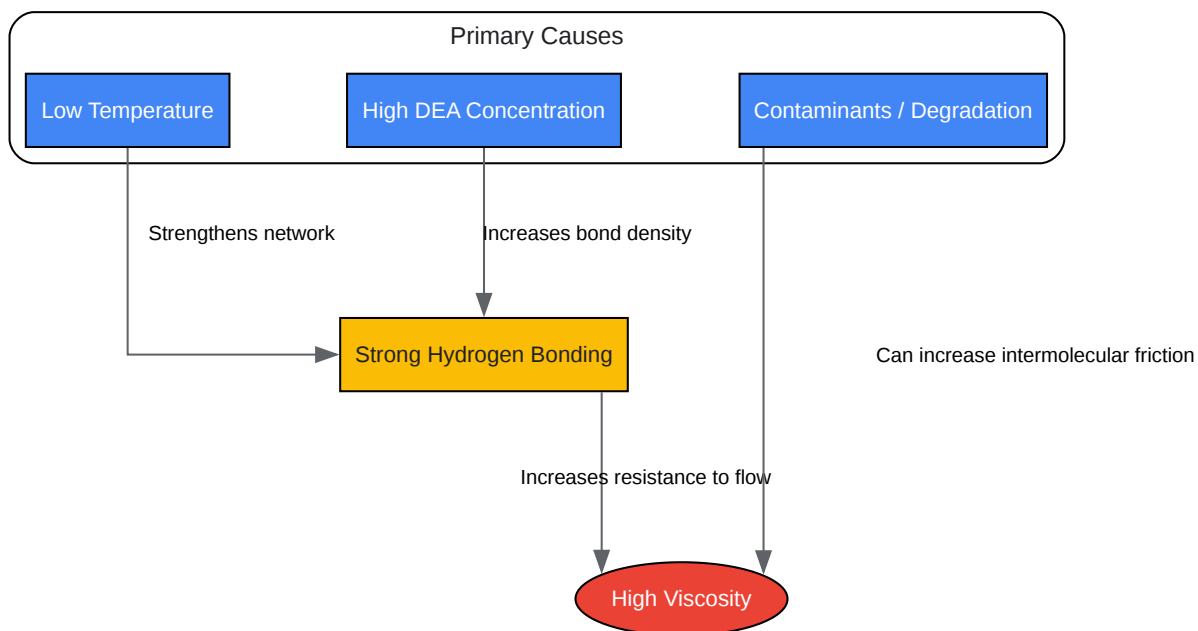 Primary Causes
Low Temperature
High DEA Concentration
Contaminants / Degradation
Strengthens network
Increases bond density
Strong Hydrogen Bonding
Can increase intermolecular friction
Increases resistance to flow
High Viscosity